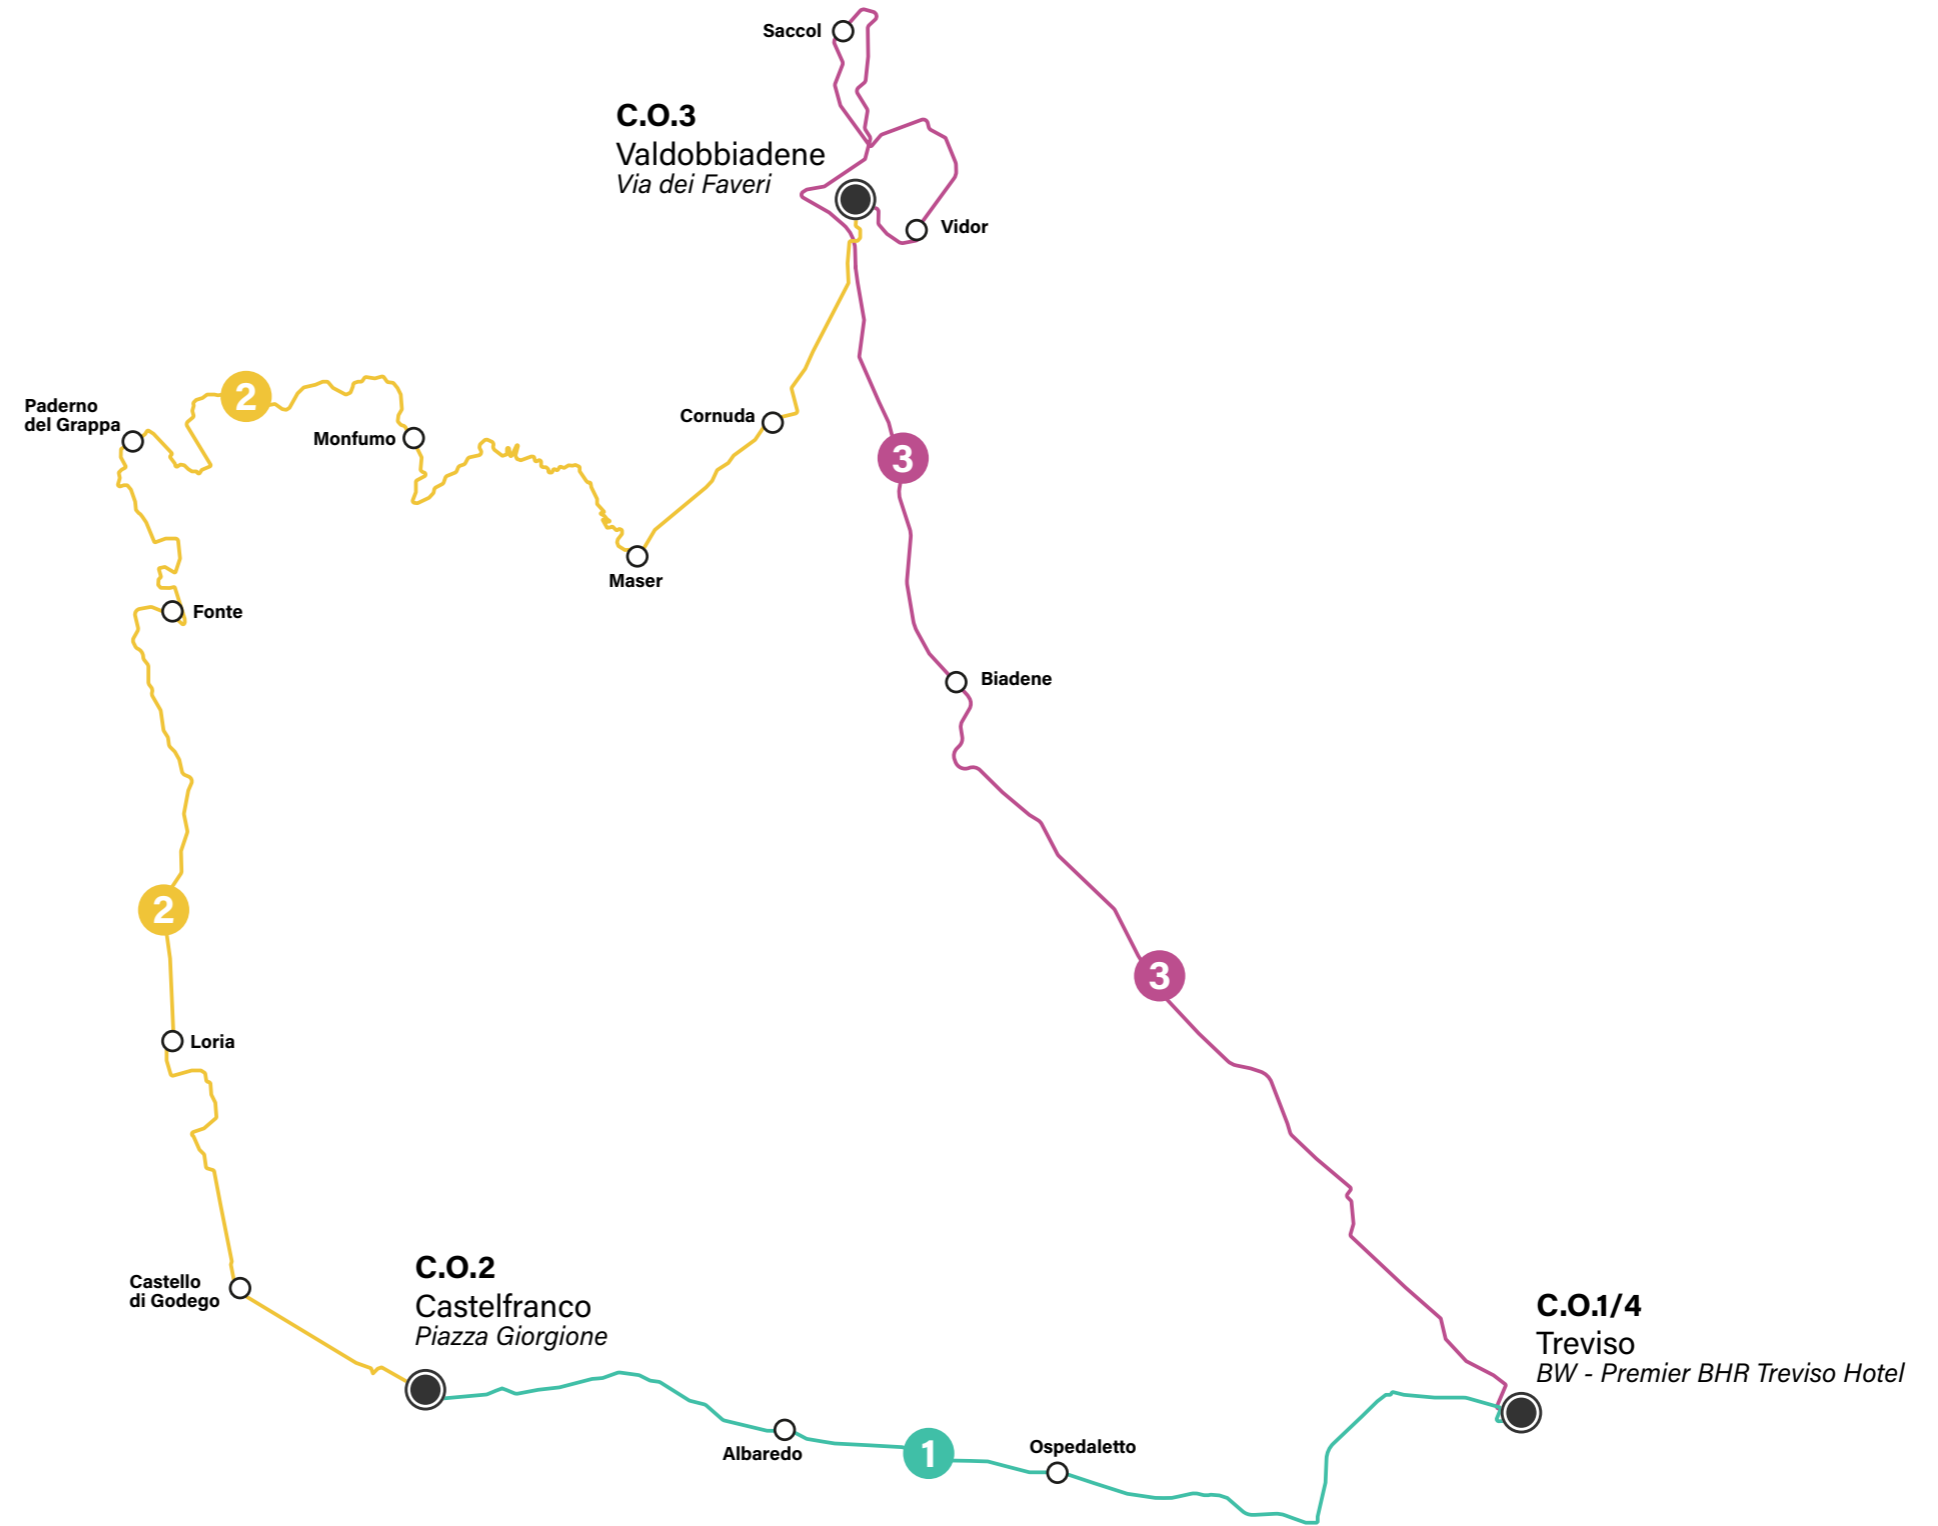 Saccol
C.O.3
Valdobbiadene
Via dei Faveri
Vidor
2
Paderno
del Grappa
Monfumo
Cornuda
3
Maser
Fonte
Biadene
2
3
Loria
C.O.2
Castelfranco
Piazza Giorgione
Castello
di Godego
C.O.1/4
Treviso
BW - Premier BHR Treviso Hotel
Albaredo
1
Ospedaletto